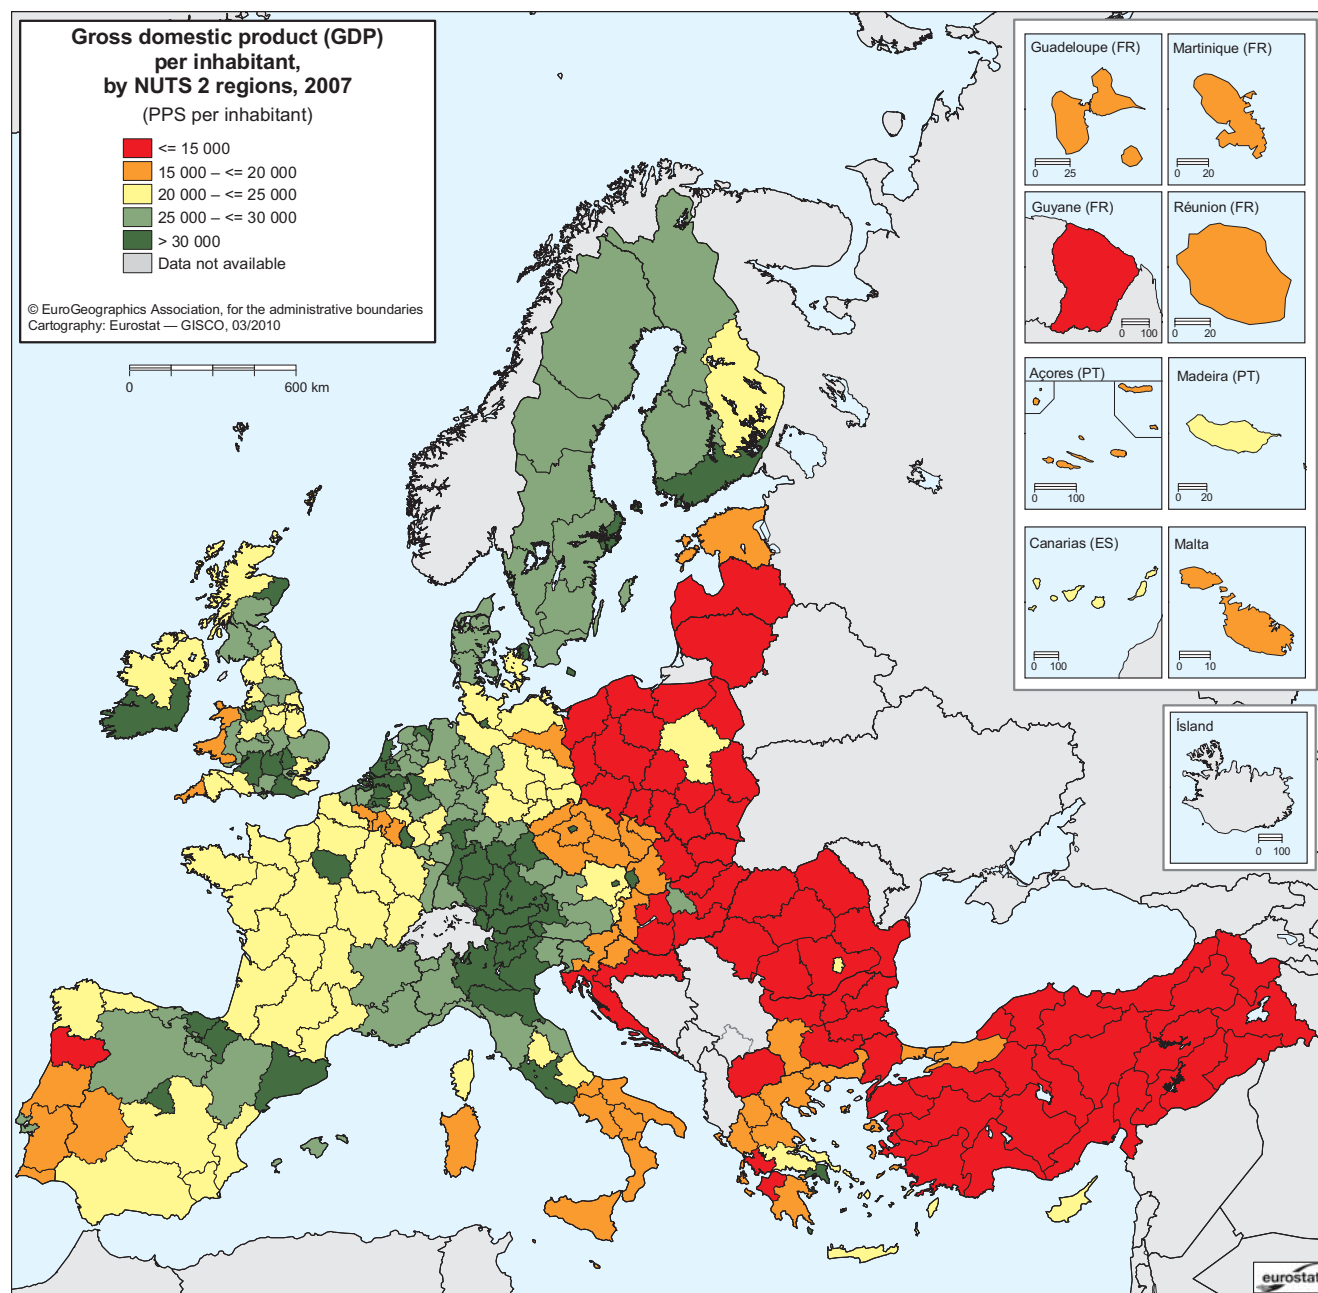 Gross domestic product (GDP)
per inhabitant,
by NUTS 2 regions, 2007
(PPS per inhabitant)
<= 15 000
15 000 – <= 20 000
20 000 – <= 25 000
25 000 – <= 30 000
> 30 000
Data not available
© EuroGeographics Association, for the administrative boundaries
Cartography: Eurostat — GISCO, 03/2010
0 600 km
Guadeloupe (FR)
0 25
Martinique (FR)
0 20
Guyane (FR)
0 100
Réunion (FR)
0 20
Açores (PT)
0 100
Madeira (PT)
0 20
Canarias (ES)
0 100
Malta
0 10
Ísland
0 100
eurostat